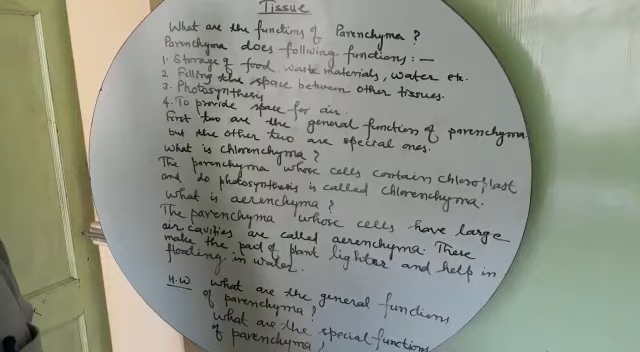 Tissue
What are the functions of Parenchyma ?
Parenchyma does following functions : —
1. Storage of food, waste materials, water etc.
2 Filling the space between other tissues.
3. Photosynthesis
4. To provide space for air.
First two are the general function of parenchyma
but the other two are special ones.
What is chlorenchyma ?
The parenchyma whose cells contain chloroplast
and do photosynthesis is called chlorenchyma.
What is aerenchyma ?
The parenchyma whose cells have large
air cavities are called aerenchyma. These
make the part of plant lighter and help in
floating in water.
H.W What are the general functions
of parenchyma ?
What are the special functions
of parenchyma ?